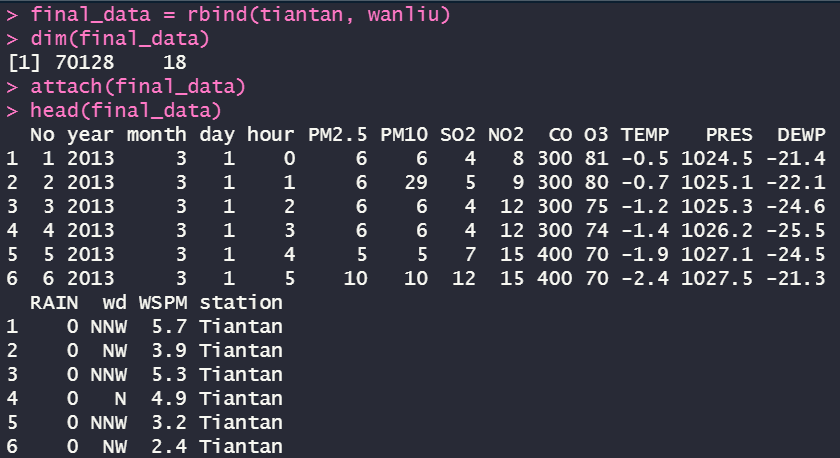 > final_data = rbind(tiantan, wanliu)
> dim(final_data)
[1] 70128    18
> attach(final_data)
> head(final_data)
  No year month day hour PM2.5 PM10 SO2 NO2  CO O3 TEMP   PRES  DEWP
1  1 2013     3   1    0     6    6   4   8 300 81 -0.5 1024.5 -21.4
2  2 2013     3   1    1     6   29   5   9 300 80 -0.7 1025.1 -22.1
3  3 2013     3   1    2     6    6   4  12 300 75 -1.2 1025.3 -24.6
4  4 2013     3   1    3     6    6   4  12 300 74 -1.4 1026.2 -25.5
5  5 2013     3   1    4     5    5   7  15 400 70 -1.9 1027.1 -24.5
6  6 2013     3   1    5    10   10  12  15 400 70 -2.4 1027.5 -21.3
  RAIN  wd WSPM station
1    0 NNW  5.7 Tiantan
2    0  NW  3.9 Tiantan
3    0 NNW  5.3 Tiantan
4    0   N  4.9 Tiantan
5    0 NNW  3.2 Tiantan
6    0  NW  2.4 Tiantan